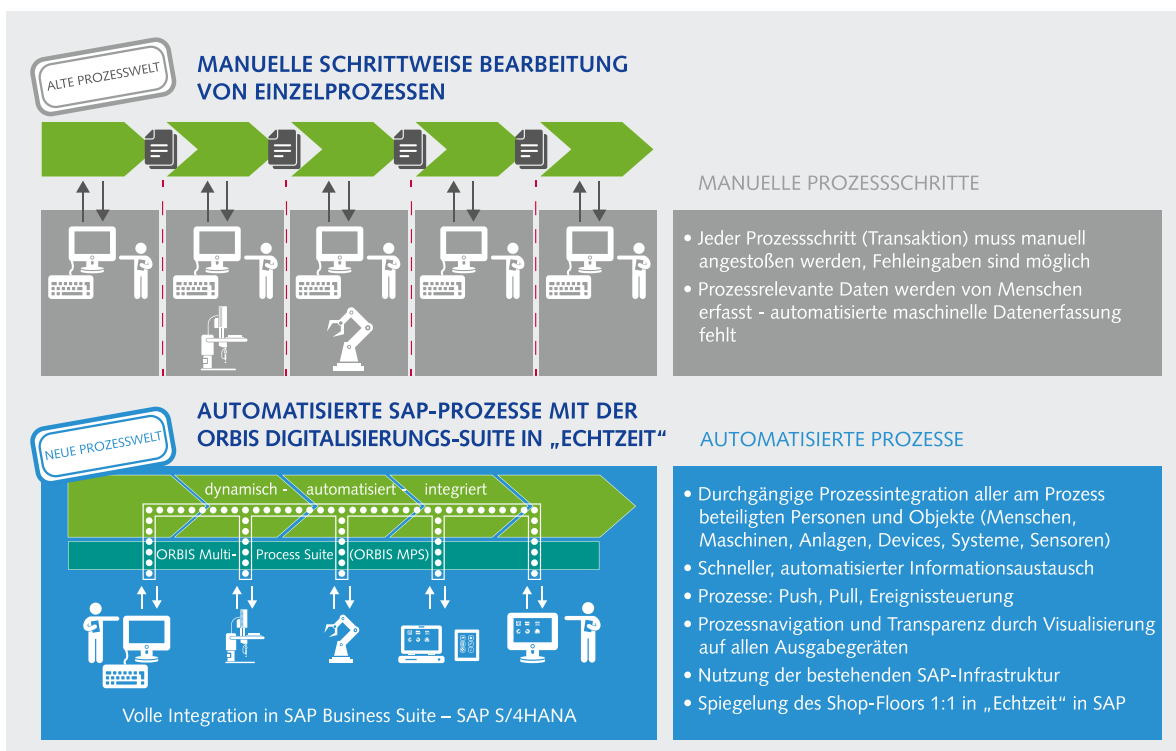 ALTE PROZESSWELT
MANUELLE SCHRITTWEISE BEARBEITUNG
VON EINZELPROZESSEN
MANUELLE PROZESSSCHRITTE
• Jeder Prozessschritt (Transaktion) muss manuell
angestoßen werden, Fehleingaben sind möglich
• Prozessrelevante Daten werden von Menschen
erfasst - automatisierte maschinelle Datenerfassung
fehlt
NEUE PROZESSWELT
AUTOMATISIERTE SAP-PROZESSE MIT DER
ORBIS DIGITALISIERUNGS-SUITE IN „ECHTZEIT“
dynamisch - automatisiert - integriert
ORBIS Multi- Process Suite (ORBIS MPS)
Volle Integration in SAP Business Suite – SAP S/4HANA
AUTOMATISIERTE PROZESSE
• Durchgängige Prozessintegration aller am Prozess
beteiligten Personen und Objekte (Menschen,
Maschinen, Anlagen, Devices, Systeme, Sensoren)
• Schneller, automatisierter Informationsaustausch
• Prozesse: Push, Pull, Ereignissteuerung
• Prozessnavigation und Transparenz durch Visualisierung
auf allen Ausgabegeräten
• Nutzung der bestehenden SAP-Infrastruktur
• Spiegelung des Shop-Floors 1:1 in „Echtzeit“ in SAP